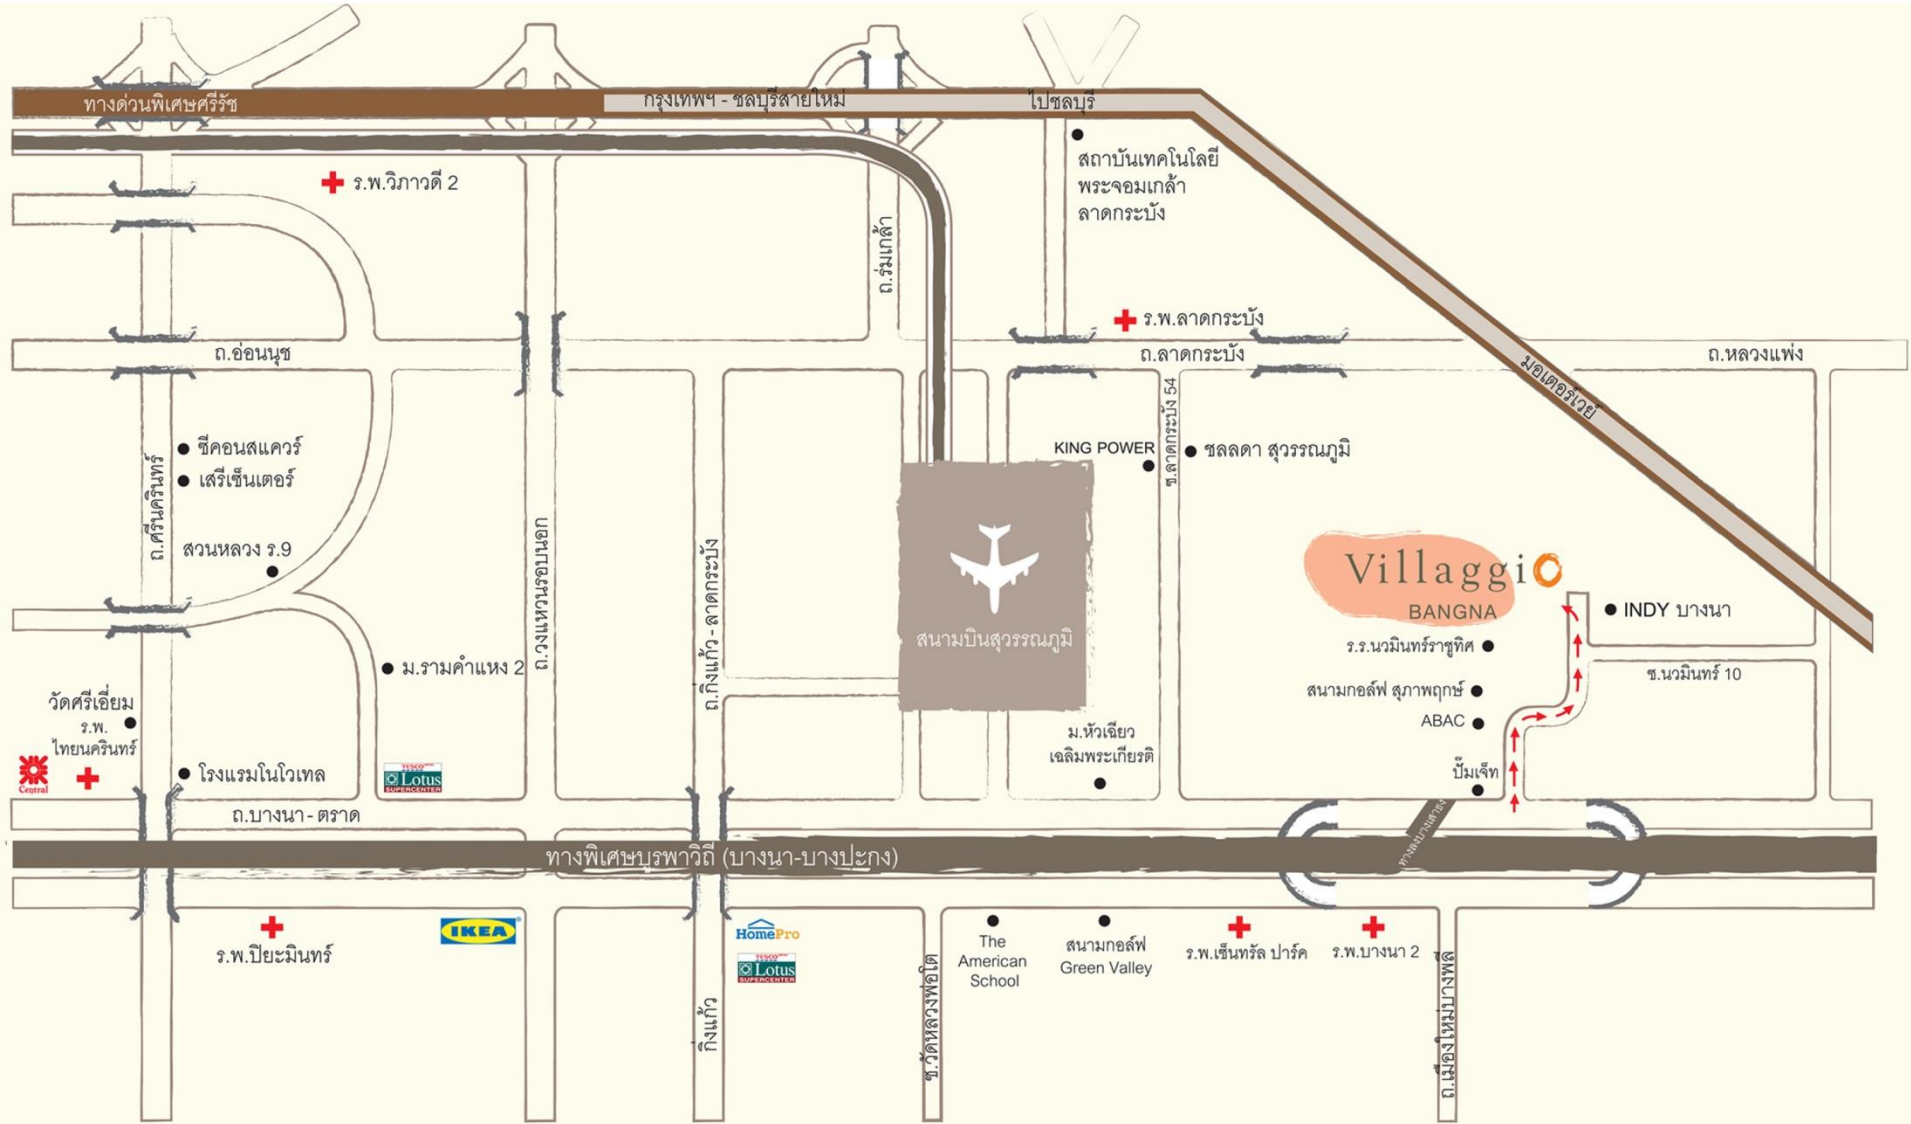 ทางด่วนพิเศษศรีรัช
กรุงเทพฯ - ชลบุรีสายใหม่
ไปชลบุรี
สถาบันเทคโนโลยี
พระจอมเกล้า
ลาดกระบัง
ร.พ.วิภาวดี 2
ถ.ร่มเกล้า
ร.พ.ลาดกระบัง
ถ.อ่อนนุช
ถ.ลาดกระบัง
ถ.หลวงแพ่ง
มอเตอร์เวย์
ซ.ลาดกระบัง 54
KING POWER
ชลลดา สุวรรณภูมิ
ซีคอนสแควร์
เสรีเซ็นเตอร์
ถ.ศรีนครินทร์
สวนหลวง ร.9
ถ.วงแหวนรอบนอก
ถ.กิ่งแก้ว - ลาดกระบัง
สนามบินสุวรรณภูมิ
Villaggio
BANGNA
INDY บางนา
ร.ร.นวมินทร์ราชูทิศ
ซ.นวมินทร์ 10
สนามกอล์ฟ สุภาพฤกษ์
ABAC
ม.รามคำแหง 2
วัดศรีเอี่ยม
ร.พ.
ไทยนครินทร์
Central
โรงแรมโนโวเทล
TESCO
Lotus
SUPERCENTER
ม.หัวเฉียว
เฉลิมพระเกียรติ
ปั๊มเจ็ท
ถ.บางนา - ตราด
ทางลงบางเสาธง
ทางพิเศษบูรพาวิถี (บางนา-บางปะกง)
ร.พ.ปิยะมินทร์
IKEA
HomePro
TESCO
Lotus
SUPERCENTER
กิ่งแก้ว
ซ.วัดหลวงพ่อโต
The
American
School
สนามกอล์ฟ
Green Valley
ร.พ.เซ็นทรัล ปาร์ค
ร.พ.บางนา 2
ถ.เมืองใหม่บางพลี